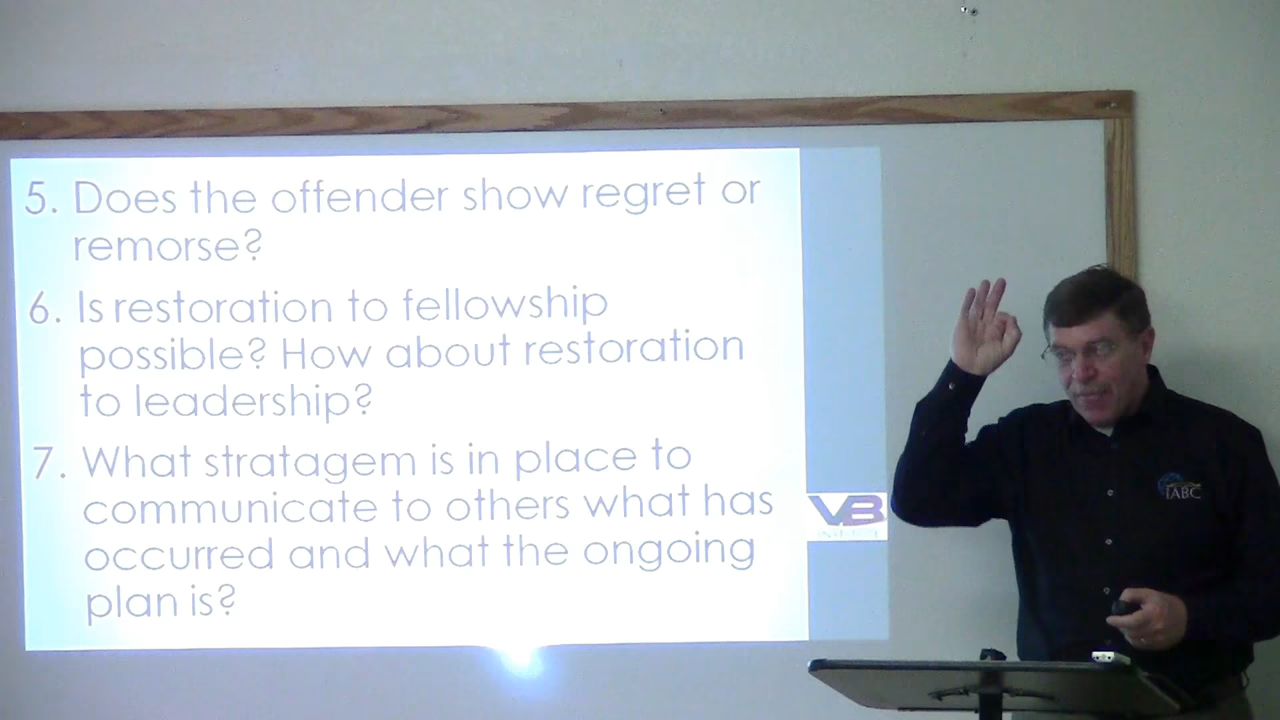 5. Does the offender show regret or
remorse?
6. Is restoration to fellowship
possible? How about restoration
to leadership?
7. What stratagem is in place to
communicate to others what has
occurred and what the ongoing
plan is?
VB
IABC